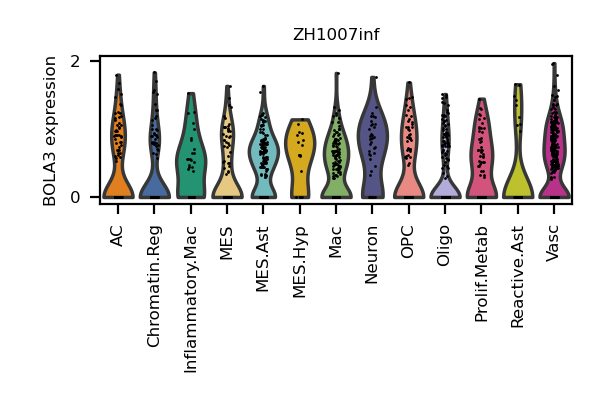 ZH1007inf
BOLA3 expression
2
0
AC
Chromatin.Reg
Inflammatory.Mac
MES
MES.Ast
MES.Hyp
Mac
Neuron
OPC
Oligo
Prolif.Metab
Reactive.Ast
Vasc